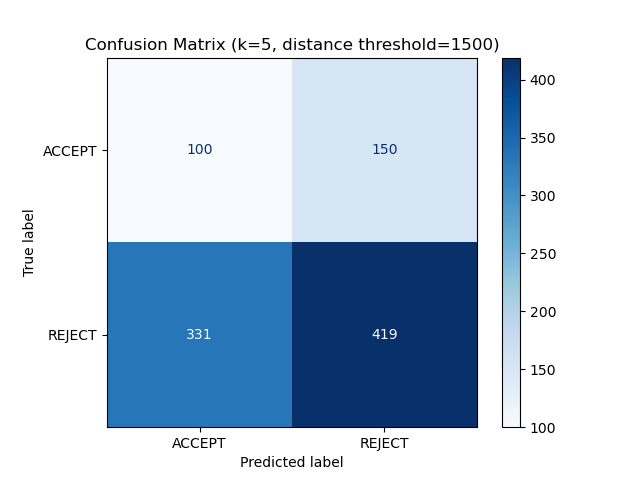 Confusion Matrix (k=5, distance threshold=1500)
True label
ACCEPT
100
150
REJECT
331
419
ACCEPT
REJECT
Predicted label
400
350
300
250
200
150
100